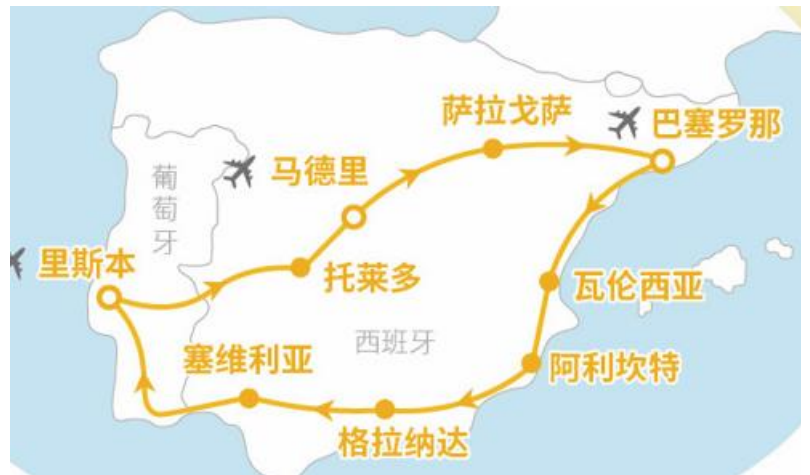 萨拉戈萨
巴塞罗那
马德里
葡萄牙
里斯本
托莱多
瓦伦西亚
西班牙
塞维利亚
阿利坎特
格拉纳达